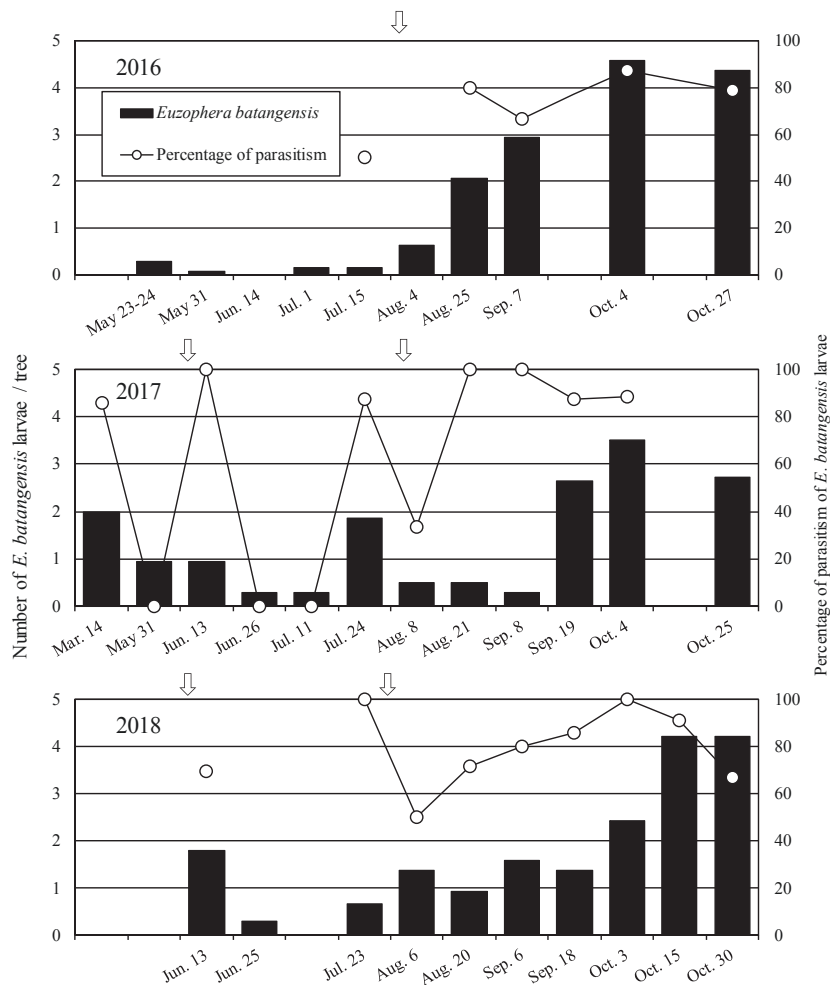 5
4
3
2
1
0
100
80
60
40
20
0
2016
Euzophera batangensis
Percentage of parasitism
May 23-24
May 31
Jun. 14
Jul. 1
Jul. 15
Aug. 4
Aug. 25
Sep. 7
Oct. 4
Oct. 27
Number of E. batangensis larvae / tree
Percentage of parasitism of E. batangensis larvae
5
4
3
2
1
0
100
80
60
40
20
0
2017
Mar. 14
May 31
Jun. 13
Jun. 26
Jul. 11
Jul. 24
Aug. 8
Aug. 21
Sep. 8
Sep. 19
Oct. 4
Oct. 25
5
4
3
2
1
0
100
80
60
40
20
0
2018
Jun. 13
Jun. 25
Jul. 23
Aug. 6
Aug. 20
Sep. 6
Sep. 18
Oct. 3
Oct. 15
Oct. 30